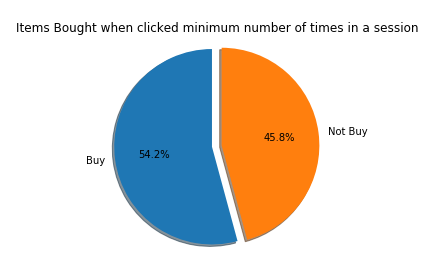 Items Bought when clicked minimum number of times in a session
Not Buy
45.8%
54.2%
Buy